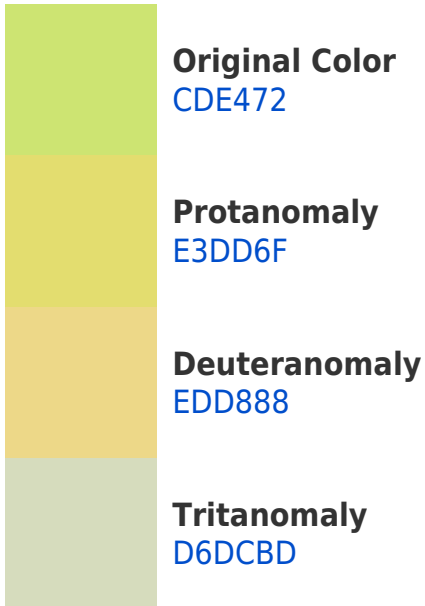 Original Color
CDE472
Protanomaly
E3DD6F
Deuteranomaly
EDD888
Tritanomaly
D6DCBD